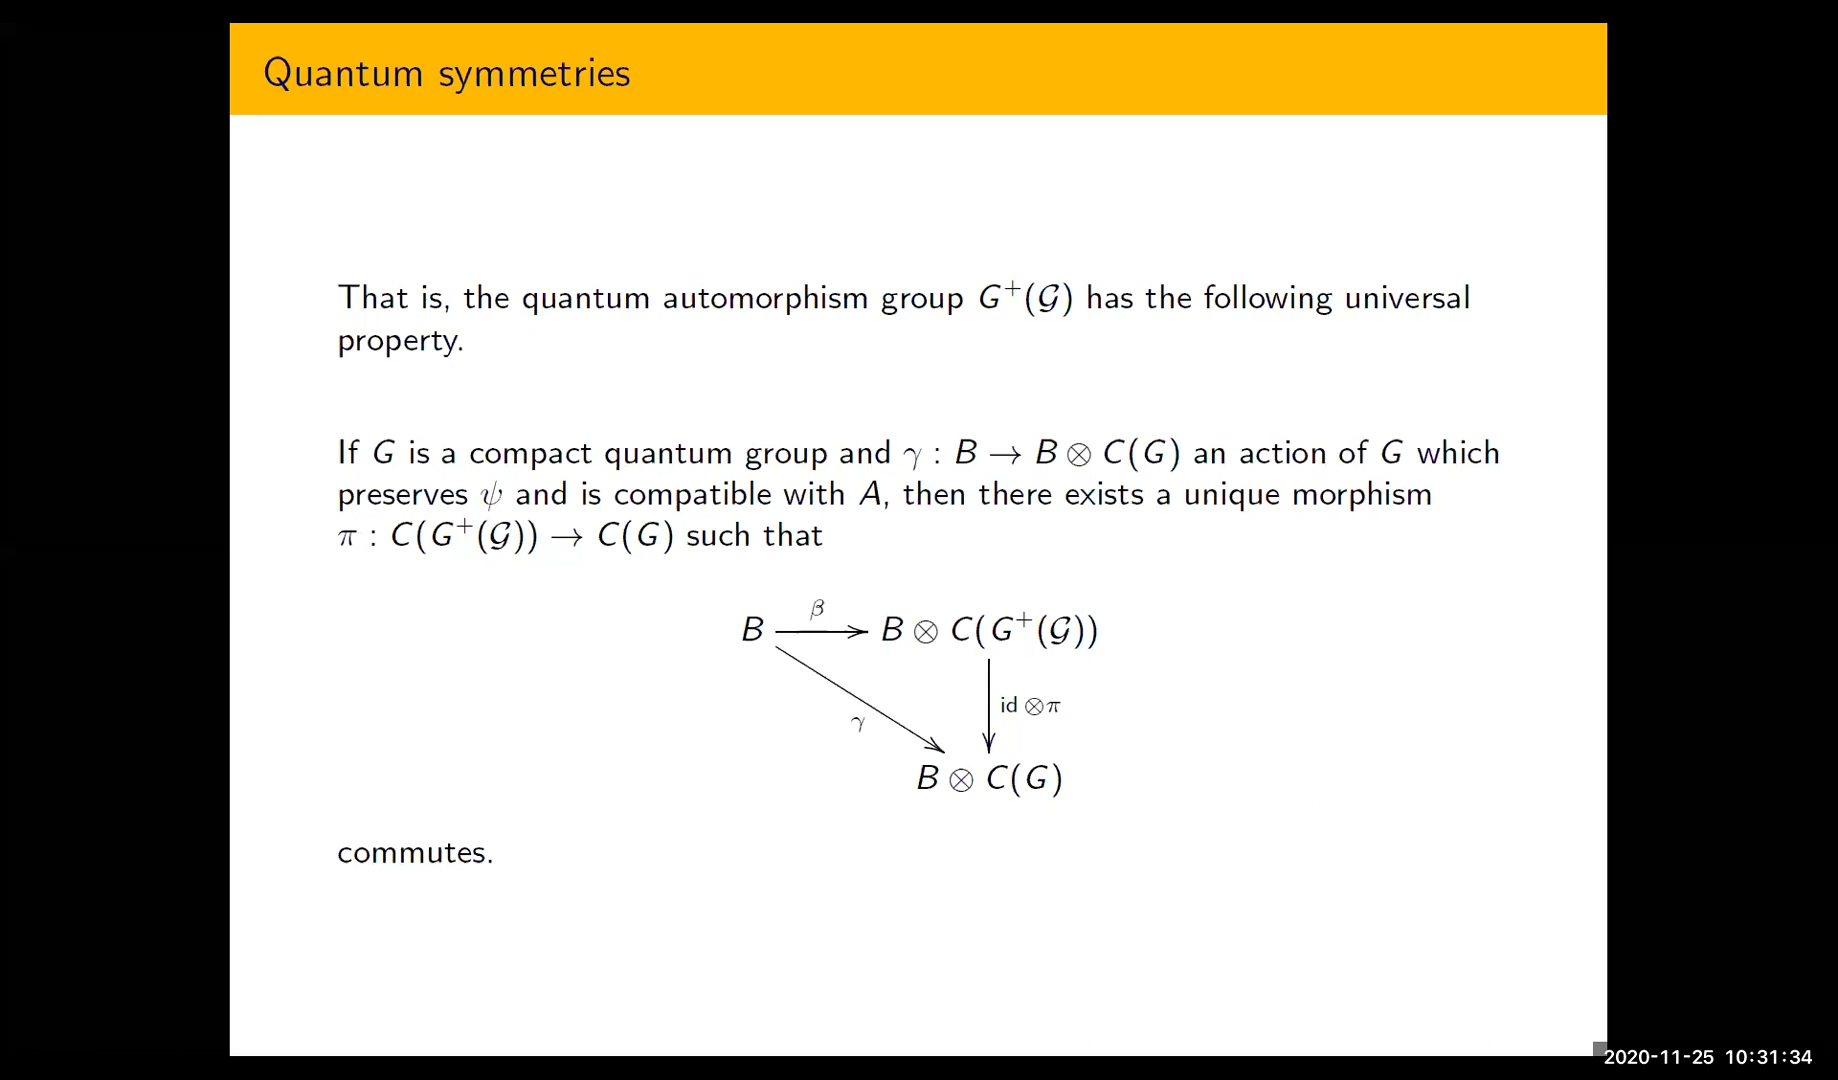 Quantum symmetries
That is, the quantum automorphism group G⁺(𝒢) has the following universal
property.
If G is a compact quantum group and γ : B → B ⊗ C(G) an action of G which
preserves ψ and is compatible with A, then there exists a unique morphism
π : C(G⁺(𝒢)) → C(G) such that
β
B → B ⊗ C(G⁺(𝒢))
id ⊗π
γ
B ⊗ C(G)
commutes.
2020-11-25 10:31:34